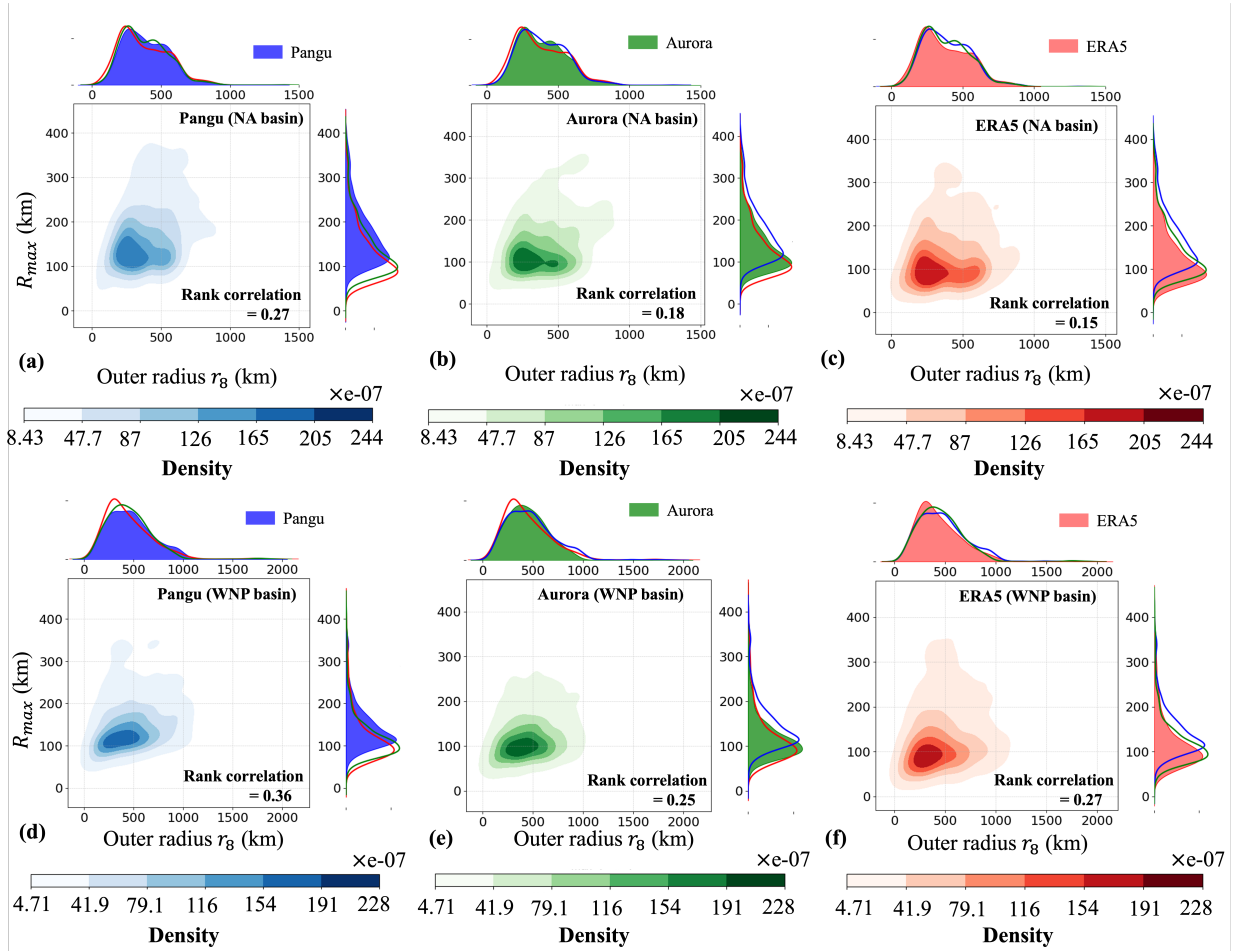 Pangu
0 500 1000 1500
Pangu (NA basin)
400
300
200
100
0
R_max (km)
Rank correlation
= 0.27
0 500 1000 1500
(a)
Outer radius r₈ (km)
×e-07
8.43 47.7 87 126 165 205 244
Density
Aurora
0 500 1000 1500
Aurora (NA basin)
400
300
200
100
0
Rank correlation
= 0.18
0 500 1000 1500
(b)
Outer radius r₈ (km)
×e-07
8.43 47.7 87 126 165 205 244
Density
ERA5
0 500 1000 1500
ERA5 (NA basin)
400
300
200
100
0
Rank correlation
= 0.15
0 500 1000 1500
(c)
Outer radius r₈ (km)
×e-07
8.43 47.7 87 126 165 205 244
Density
Pangu
0 500 1000 1500 2000
Pangu (WNP basin)
400
300
200
100
0
R_max (km)
Rank correlation
= 0.36
0 500 1000 1500 2000
(d)
Outer radius r₈ (km)
×e-07
4.71 41.9 79.1 116 154 191 228
Density
Aurora
0 500 1000 1500 2000
Aurora (WNP basin)
400
300
200
100
0
Rank correlation
= 0.25
0 500 1000 1500 2000
(e)
Outer radius r₈ (km)
×e-07
4.71 41.9 79.1 116 154 191 228
Density
ERA5
0 500 1000 1500 2000
ERA5 (WNP basin)
400
300
200
100
0
Rank correlation
= 0.27
0 500 1000 1500 2000
(f)
Outer radius r₈ (km)
×e-07
4.71 41.9 79.1 116 154 191 228
Density